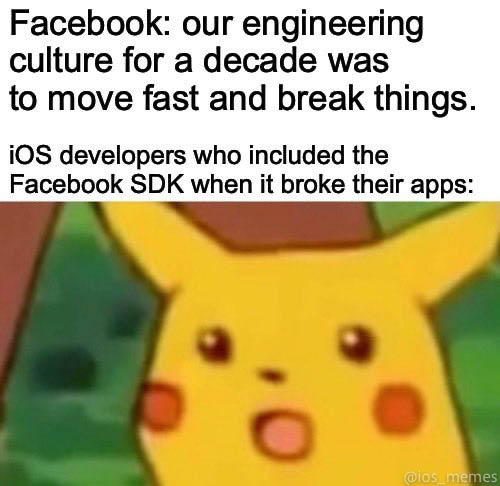 Facebook: our engineering
culture for a decade was
to move fast and break things.
iOS developers who included the
Facebook SDK when it broke their apps:
@ios_memes